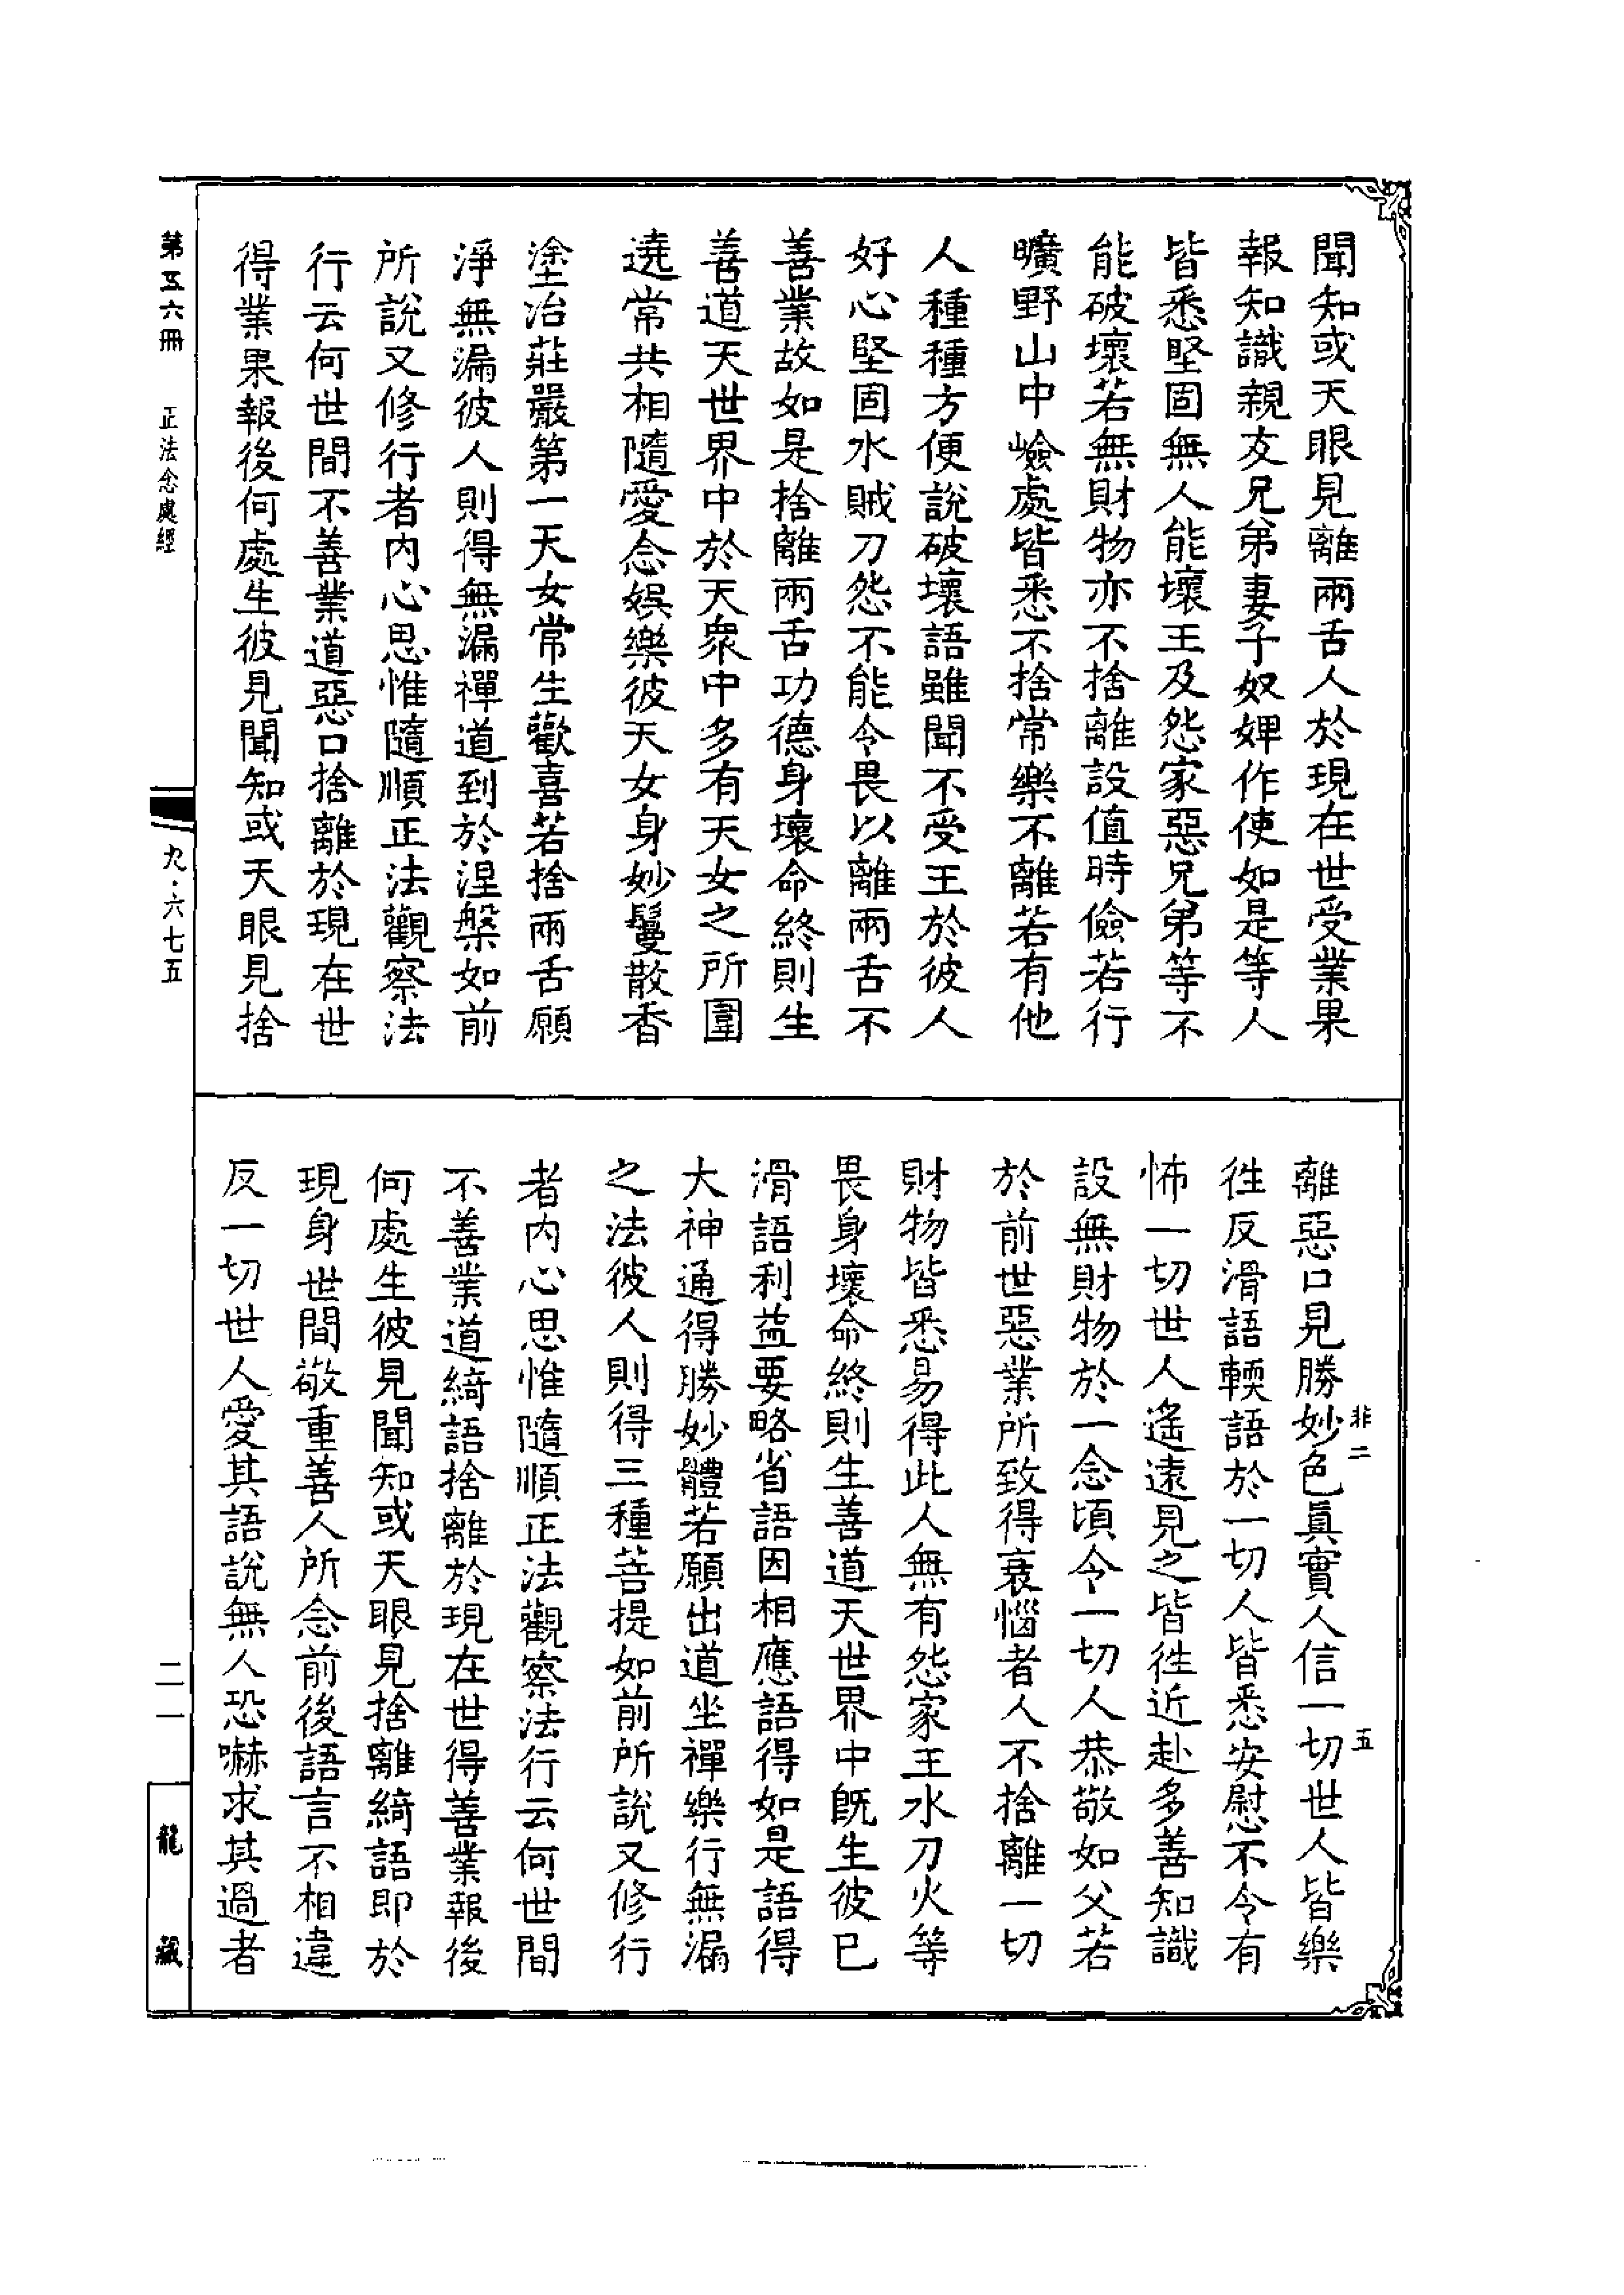 聞知或天眼見離兩舌人於現在世受業果
報知識親友兄弟妻子奴婢作使如是等人
皆悉堅固無人能壞王及怨家惡兄弟等不
能破壞若無財物亦不捨離設值時儉若行
曠野山中嶮處皆悉不捨常樂不離若有他
人種種方便說破壞語雖聞不受王於彼人
好心堅固水賊刀怨不能令畏以離兩舌不
善業故如是捨離兩舌功德身壞命終則生
善道天世界中於天眾中多有天女之所圍
遶常共相隨愛念娛樂彼天女身妙鬘散香
塗治莊嚴第一天女常生歡喜若捨兩舌願
淨無漏彼人則得無漏禪道到於涅槃如前
所說又修行者內心思惟隨順正法觀察法
行云何世間不善業道惡口捨離於現在世
得業果報後何處生彼見聞知或天眼見捨
離惡口見勝妙色真實人信一切世人皆樂
往反滑語輭語於一切人皆悉安慰不令有
怖一切世人遙遠見之皆往近赴多善知識
設無財物於一念頃令一切人恭敬如父若
於前世惡業所致得衰惱者人不捨離一切
財物皆悉易得此人無有怨家王水刀火等
畏身壞命終則生善道天世界中既生彼已
滑語利益要略省語因相應語得如是語得
大神通得勝妙體若願出道坐禪樂行無漏
之法彼人則得三種菩提如前所說又修行
者內心思惟隨順正法觀察法行云何世間
不善業道綺語捨離於現在世得善業報後
何處生彼見聞知或天眼見捨離綺語即於
現身世間敬重善人所念前後語言不相違
反一切世人愛其語說無人恐嚇求其過者
非二
五
第五六冊 正法念處經
九·六七五
二一
龍藏